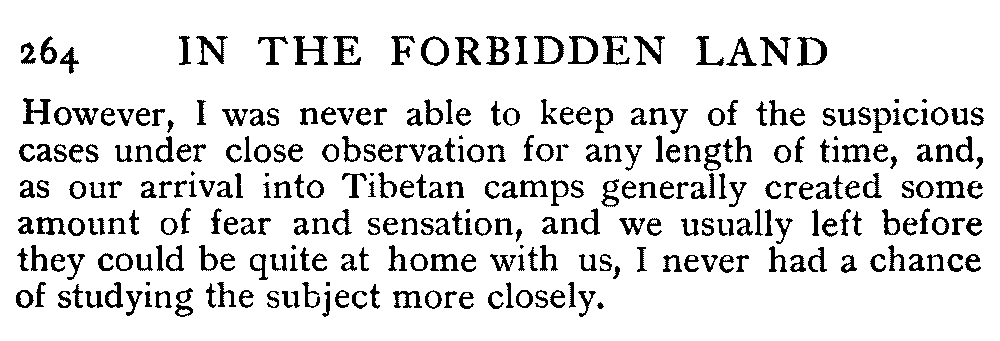 264 IN THE FORBIDDEN LAND
However, I was never able to keep any of the suspicious
cases under close observation for any length of time, and,
as our arrival into Tibetan camps generally created some
amount of fear and sensation, and we usually left before
they could be quite at home with us, I never had a chance
of studying the subject more closely.